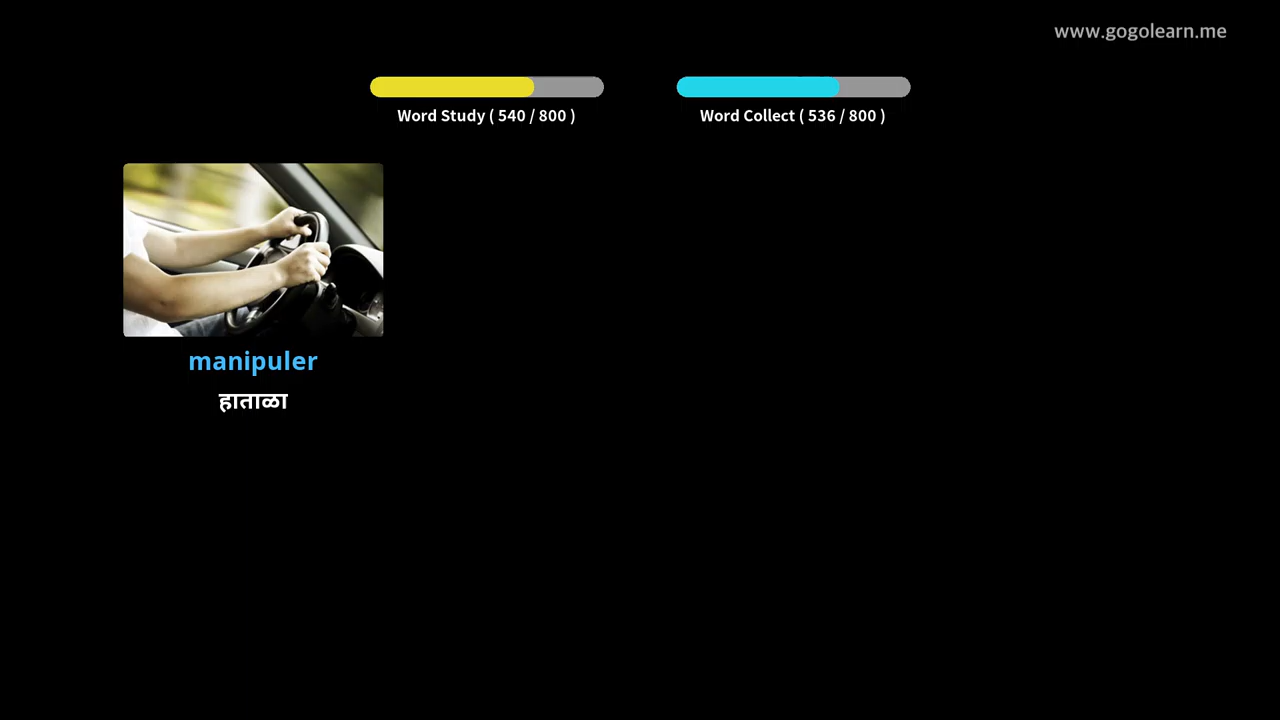 www.gogolearn.me
Word Study ( 540 / 800 )
Word Collect ( 536 / 800 )
manipuler
हाताळा